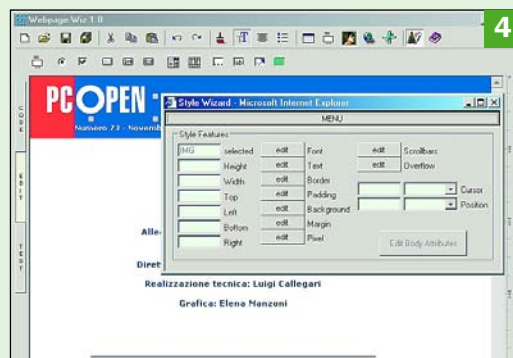 Webpage Wiz 1.0
4
PC OPEN
Numero 23 - Novemb
Style Wizard - Microsoft Internet Explorer
MENU
Style Features
IMG selected edit Font edit Scrollbars
Height edit Text edit Overflow
Width edit Border
Top edit Padding Cursor
Left edit Background Position
Bottom edit Margin
Right edit Pixel Edit Body Attributes
CODE
EDIT
TEST
Alle
Diret
Realizzazione tecnica: Luigi Callegari
Grafica: Elena Manzoni